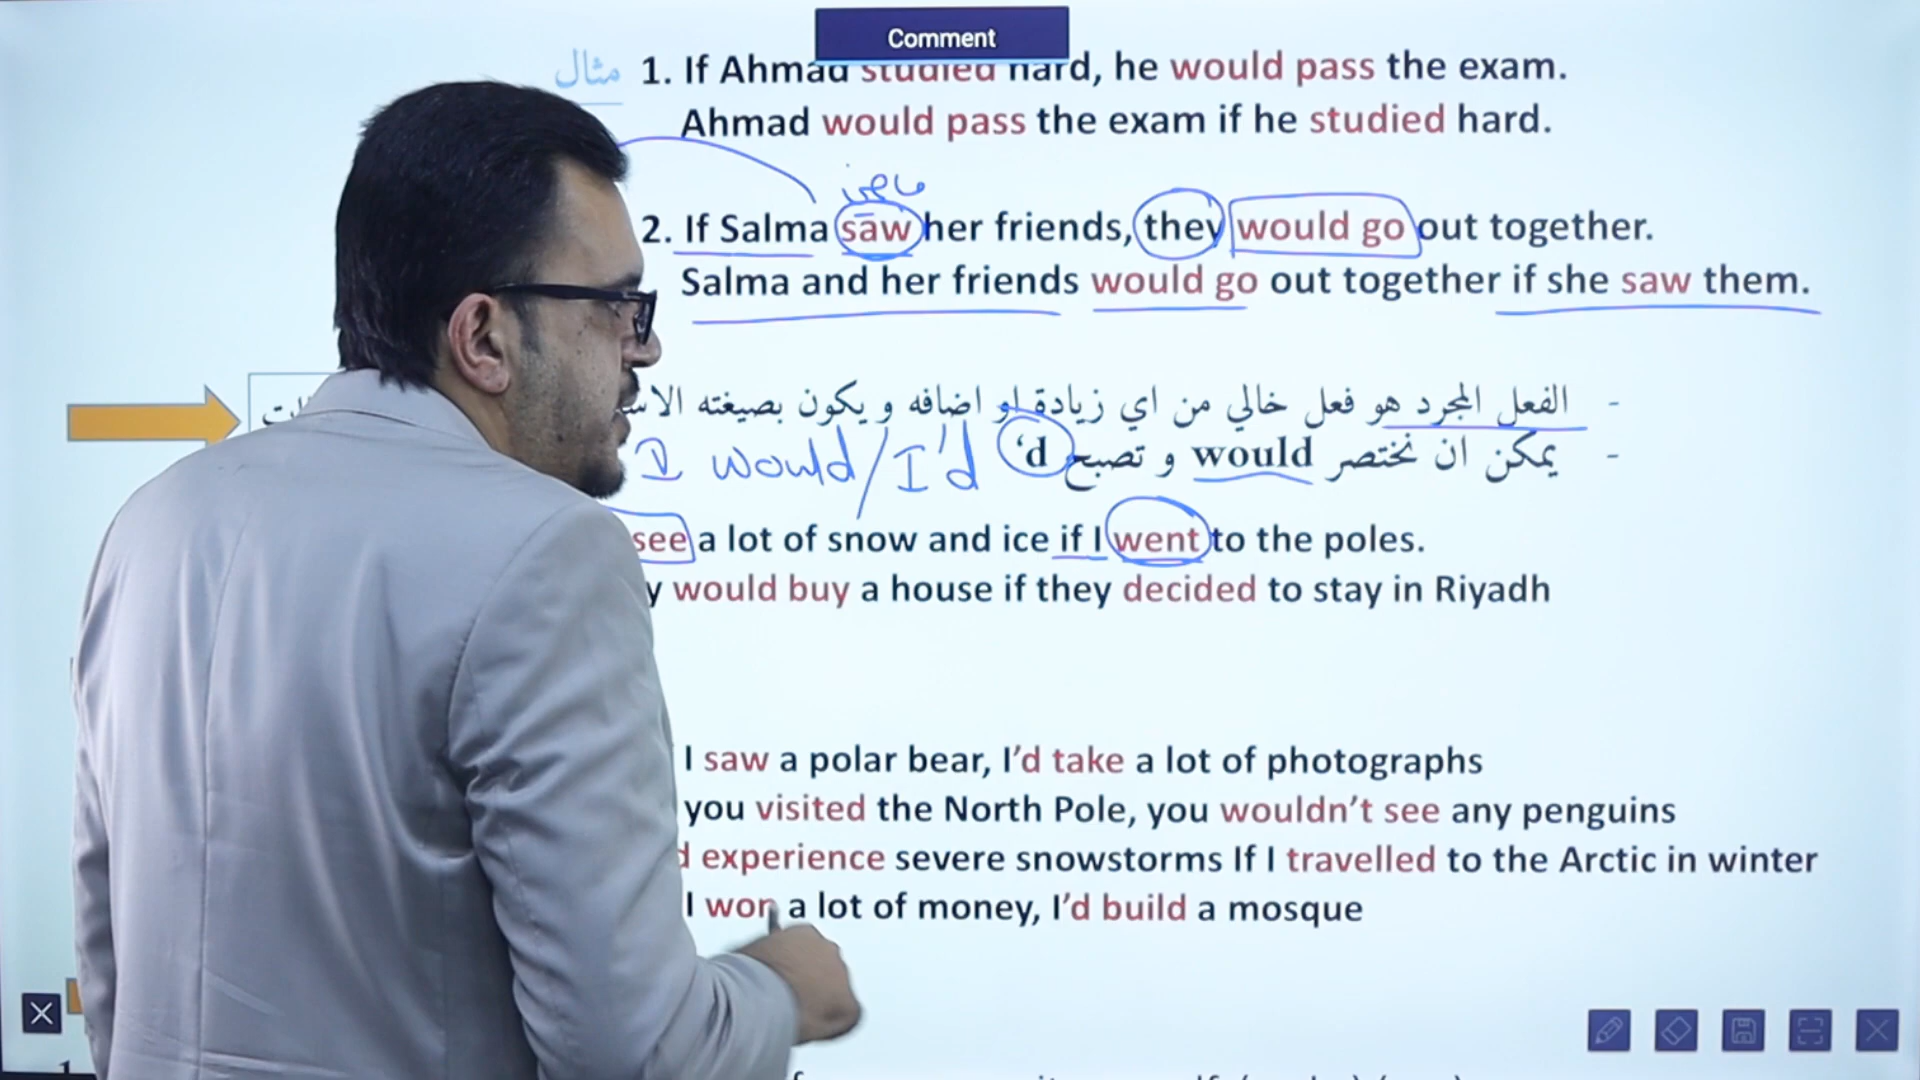 Comment
مثال 1. If Ahmad studied hard, he would pass the exam.
Ahmad would pass the exam if he studied hard.
ماضي
2. If Salma saw her friends, they would go out together.
Salma and her friends would go out together if she saw them.
- الفعل المجرد هو فعل خالي من اي زيادة او اضافه و يكون بصيغته
- يمكن ان نختصر would و تصبح ‘d
I would/I'd
see a lot of snow and ice if I went to the poles.
y would buy a house if they decided to stay in Riyadh
I saw a polar bear, I’d take a lot of photographs
you visited the North Pole, you wouldn’t see any penguins
d experience severe snowstorms If I travelled to the Arctic in winter
I won a lot of money, I’d build a mosque